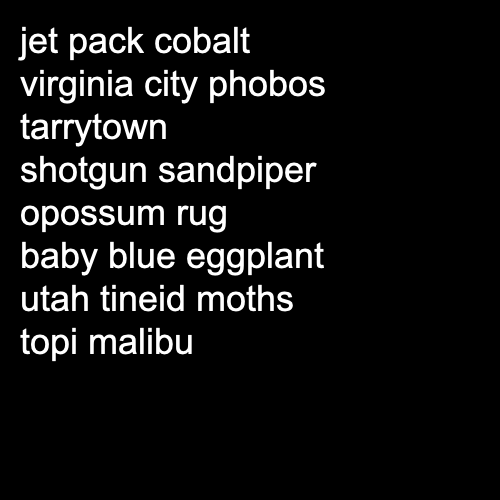 jet pack cobalt
virginia city phobos
tarrytown
shotgun sandpiper
opossum rug
baby blue eggplant
utah tineid moths
topi malibu